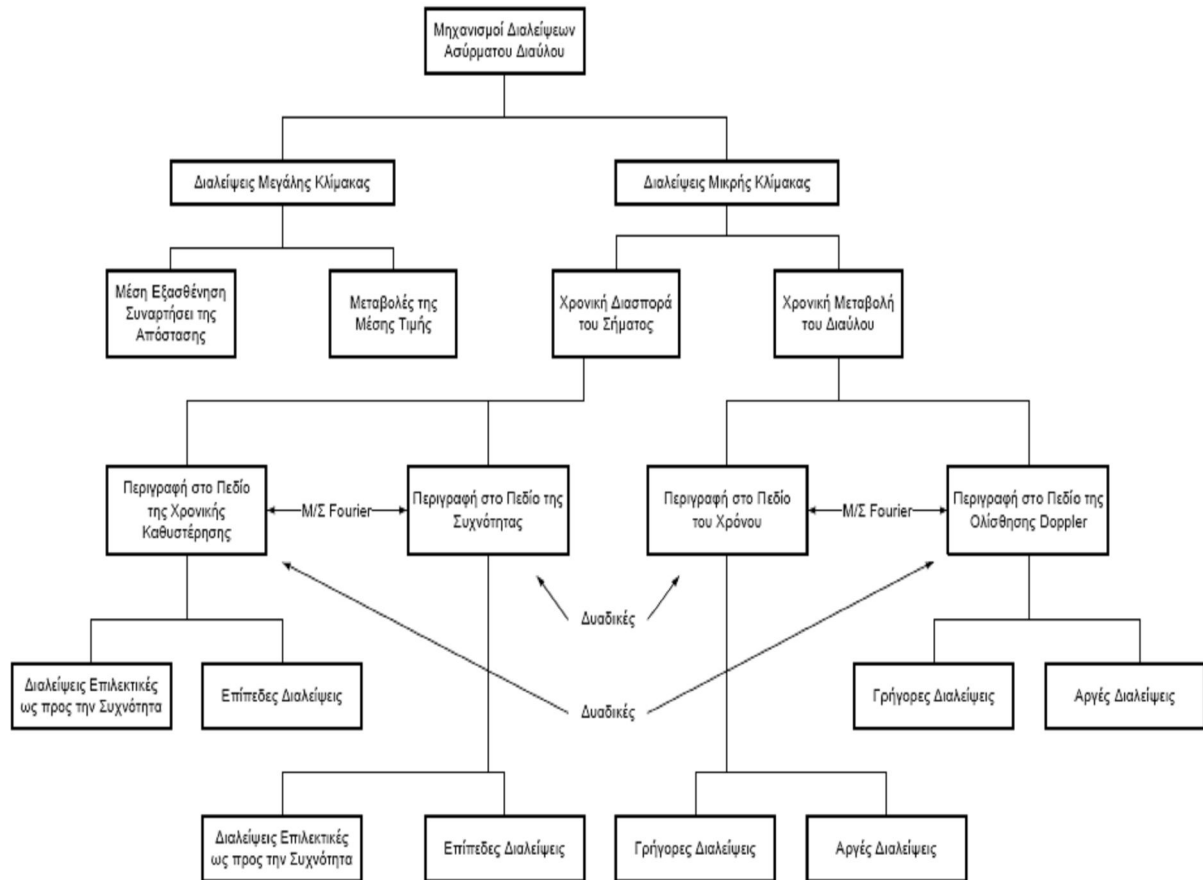 Μηχανισμοί Διαλείψεων
Ασύρματου Διαύλου
Διαλείψεις Μεγάλης Κλίμακας
Διαλείψεις Μικρής Κλίμακας
Μέση Εξασθένηση
Συναρτήσει της
Απόστασης
Μεταβολές της
Μέσης Τιμής
Χρονική Διασπορά
του Σήματος
Χρονική Μεταβολή
του Διαύλου
Περιγραφή στο Πεδίο
της Χρονικής
Καθυστέρησης
Μ/Σ Fourier
Περιγραφή στο Πεδίο της
Συχνότητας
Περιγραφή στο Πεδίο
του Χρόνου
Μ/Σ Fourier
Περιγραφή στο Πεδίο της
Ολίσθησης Doppler
Δυαδικές
Διαλείψεις Επιλεκτικές
ως προς την Συχνότητα
Επίπεδες Διαλείψεις
Δυαδικές
Γρήγορες Διαλείψεις
Αργές Διαλείψεις
Διαλείψεις Επιλεκτικές
ως προς την Συχνότητα
Επίπεδες Διαλείψεις
Γρήγορες Διαλείψεις
Αργές Διαλείψεις